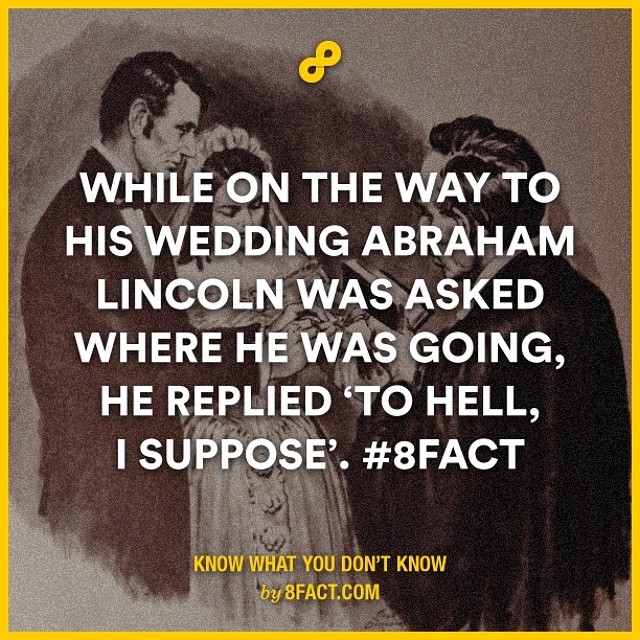 WHILE ON THE WAY TO
HIS WEDDING ABRAHAM
LINCOLN WAS ASKED
WHERE HE WAS GOING,
HE REPLIED ‘TO HELL,
I SUPPOSE’. #8FACT
KNOW WHAT YOU DON'T KNOW
by 8FACT.COM